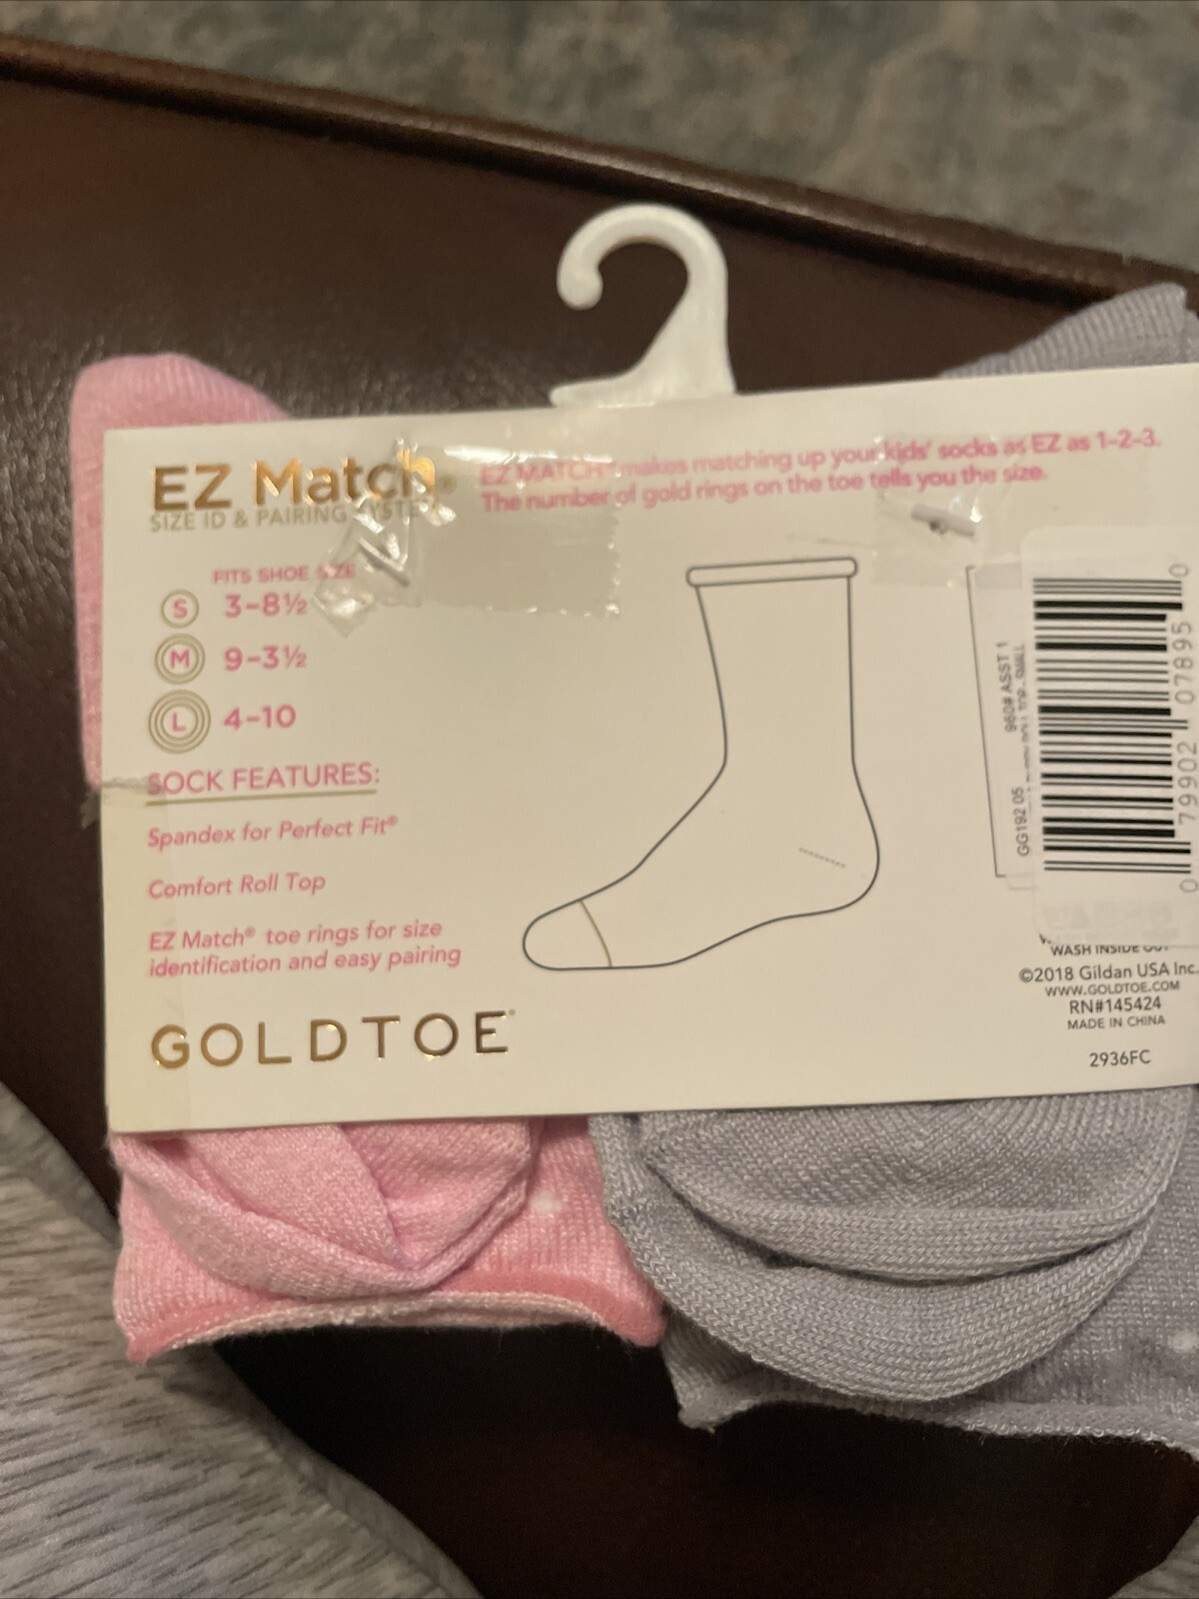 EZ Match®
SIZE ID & PAIRING SYSTEM
EZ MATCH® makes matching up your kids' socks as EZ as 1-2-3.
The number of gold rings on the toe tells you the size.
FITS SHOE SIZE
S 3-8½
M 9-3½
L 4-10
SOCK FEATURES:
Spandex for Perfect Fit®
Comfort Roll Top
EZ Match® toe rings for size
identification and easy pairing
GOLDTOE®
GG192 05 960# ASST 1
ROLL TOP - SMALL
0 79902 07895 0
WASH INSIDE OUT
©2018 Gildan USA Inc.
WWW.GOLDTOE.COM
RN#145424
MADE IN CHINA
2936FC